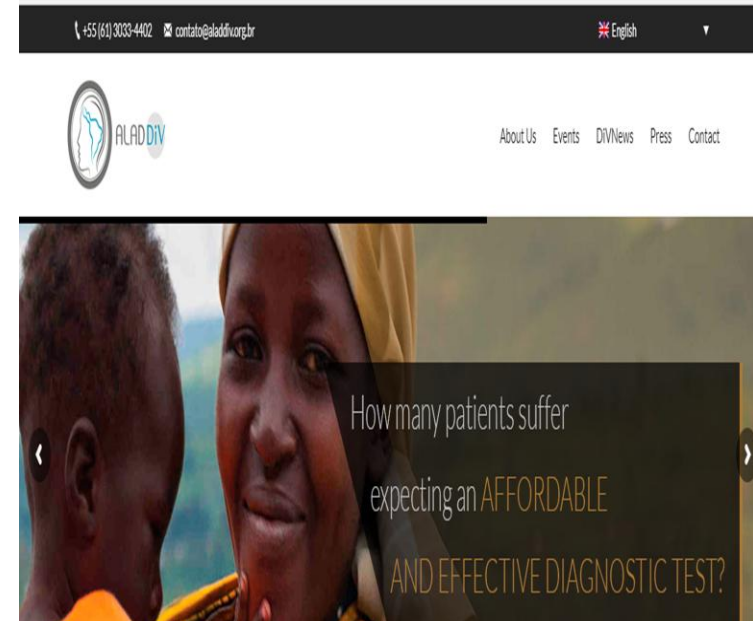 +55 (61) 3033-4402 contato@aladdiv.org.br English
ALADDiV
About Us Events DiVNews Press Contact
How many patients suffer
expecting an AFFORDABLE
AND EFFECTIVE DIAGNOSTIC TEST?